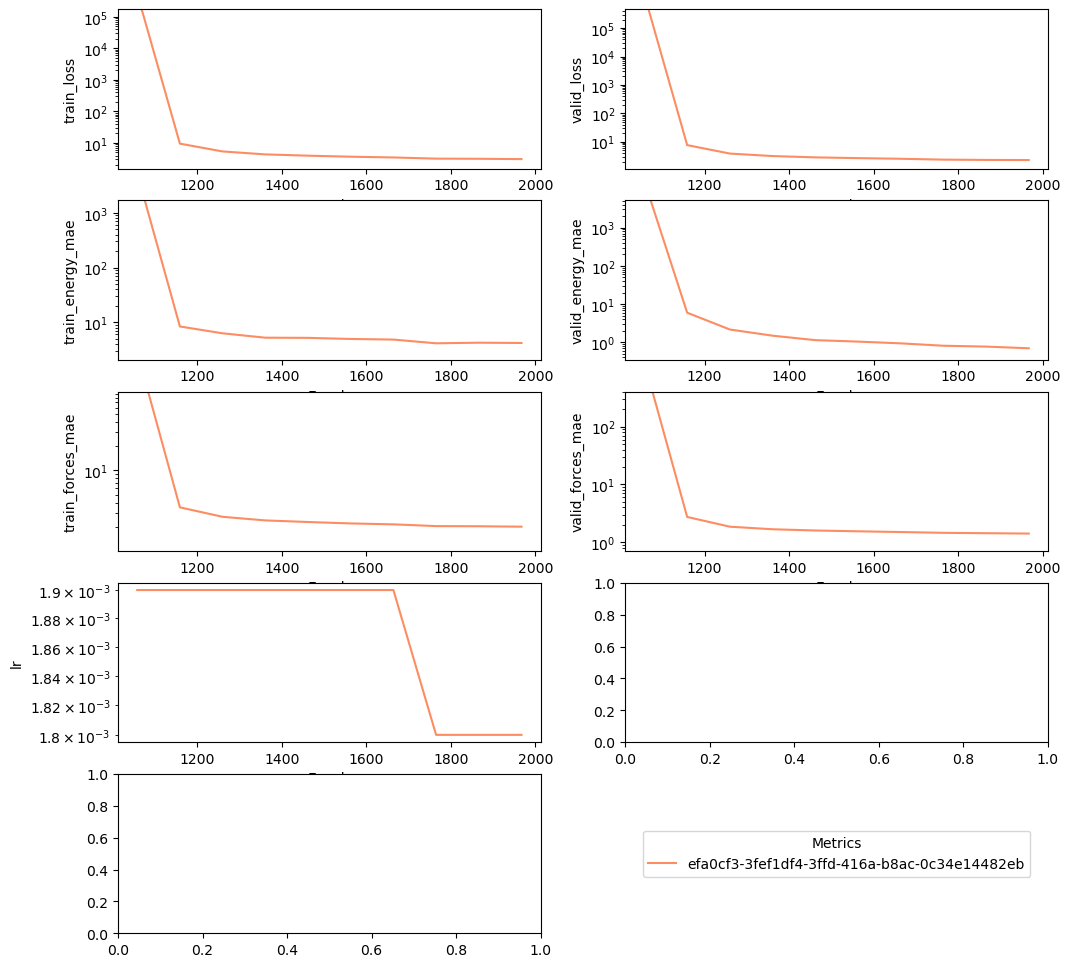 train_loss
10^5
10^4
10^3
10^2
10^1
1200 1400 1600 1800 2000
valid_loss
10^5
10^4
10^3
10^2
10^1
1200 1400 1600 1800 2000
train_energy_mae
10^3
10^2
10^1
1200 1400 1600 1800 2000
valid_energy_mae
10^3
10^2
10^1
10^0
1200 1400 1600 1800 2000
train_forces_mae
10^1
1200 1400 1600 1800 2000
valid_forces_mae
10^2
10^1
10^0
1200 1400 1600 1800 2000
lr
1.9 × 10^−3
1.88 × 10^−3
1.86 × 10^−3
1.84 × 10^−3
1.82 × 10^−3
1.8 × 10^−3
1200 1400 1600 1800 2000
1.0
0.8
0.6
0.4
0.2
0.0
0.0 0.2 0.4 0.6 0.8 1.0
1.0
0.8
0.6
0.4
0.2
0.0
0.0 0.2 0.4 0.6 0.8 1.0
Metrics
efa0cf3-3fef1df4-3ffd-416a-b8ac-0c34e14482eb